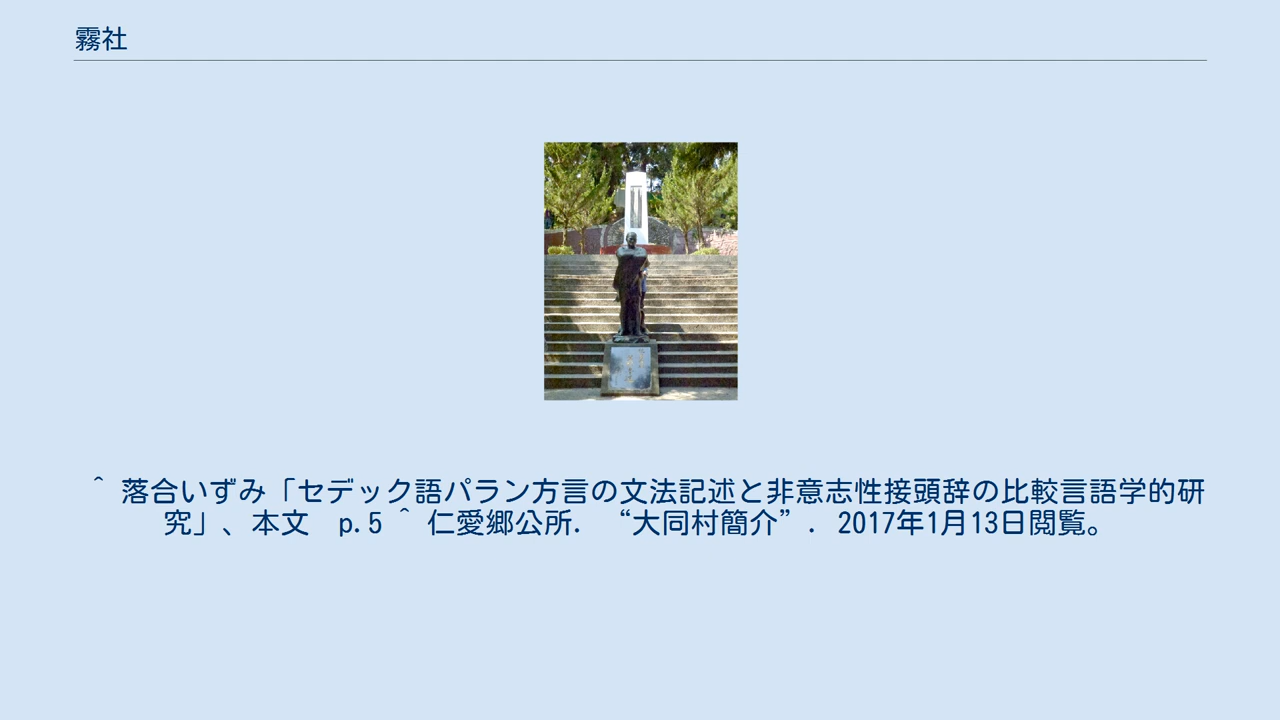 霧社
^ 落合いずみ「セデック語パラン方言の文法記述と非意志性接頭辞の比較言語学的研
究」、本文　p.5 ^ 仁愛郷公所. “大同村簡介”. 2017年1月13日閲覧。